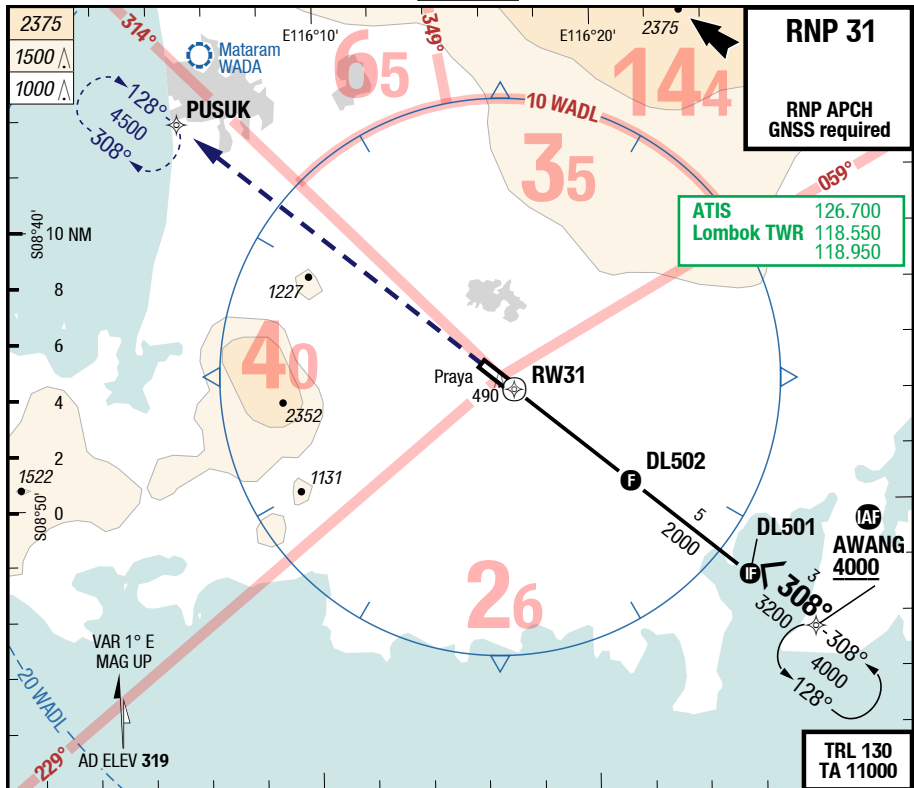 2375
1500
1000
314°
Mataram
WADA
E116°10'
349°
E116°20'
2375
RNP 31
RNP APCH
GNSS required
65
144
10 WADL
35
128°
4500
308°
PUSUK
059°
ATIS 126.700
Lombok TWR 118.550
118.950
S08°40'
10 NM
8
6
4
2
0
S08°50'
1227
40
2352
Praya
490
RW31
1522
1131
DL502
5
2000
DL501
IAF
AWANG
4000
F
IF
3
308°
3200
308°
4000
128°
26
VAR 1° E
MAG UP
20 WADL
229°
AD ELEV 319
TRL 130
TA 11000